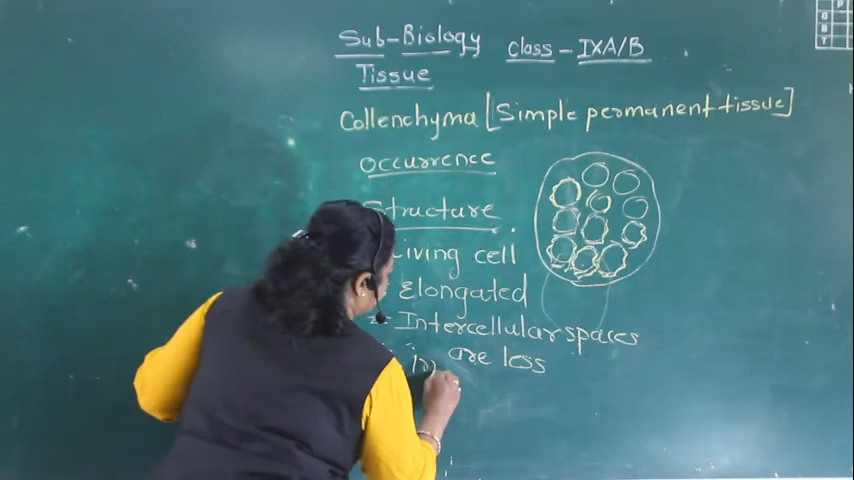 Sub-Biology class - IXA/B
Tissue
Collenchyma [Simple permanent tissue]
occurrence
Structure
Living cell
Elongated
- Intercellular spaces
are less
P
G
B
T